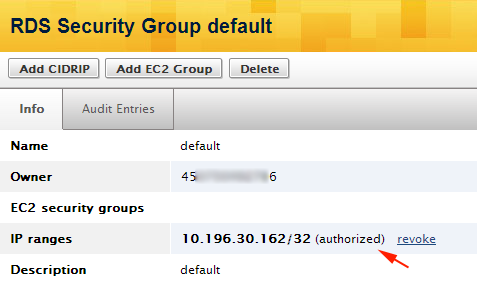 RDS Security Group default
Add CIDRIP Add EC2 Group Delete
Info Audit Entries
Name default
Owner 45 6
EC2 security groups
IP ranges 10.196.30.162/32 (authorized) revoke
Description default